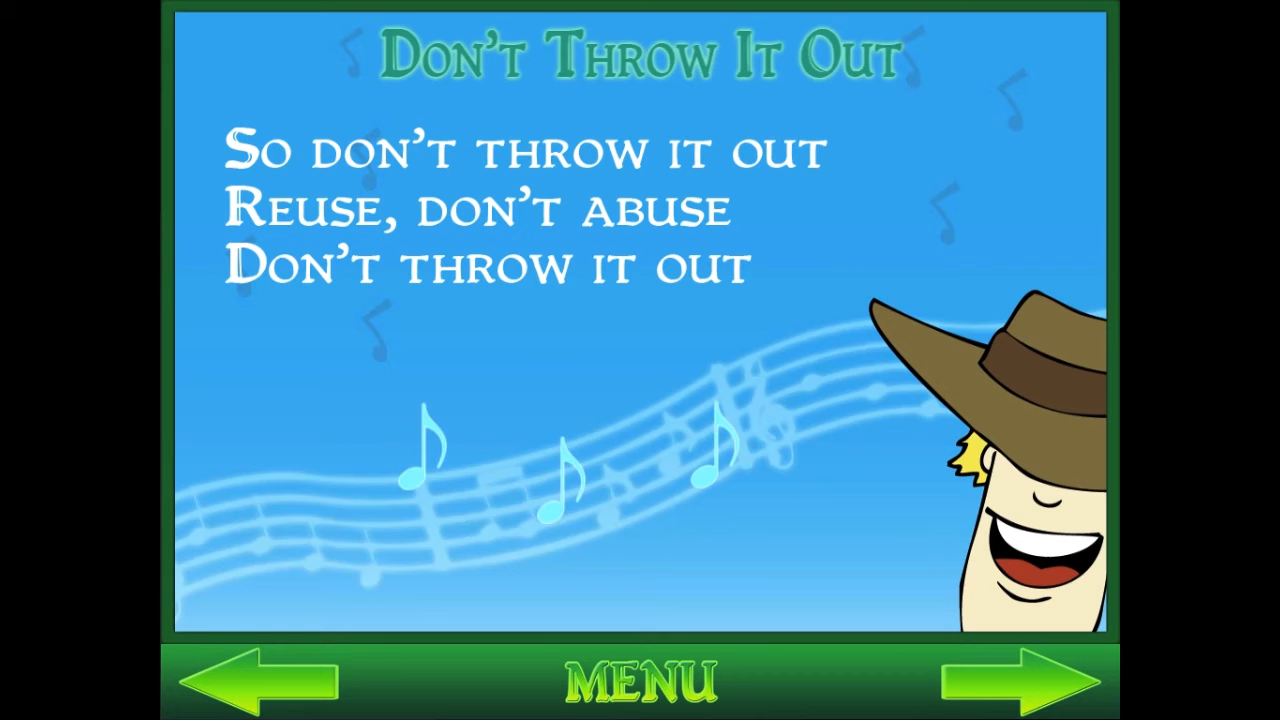 Don't Throw It Out
So don't throw it out
Reuse, don't abuse
Don't throw it out
MENU